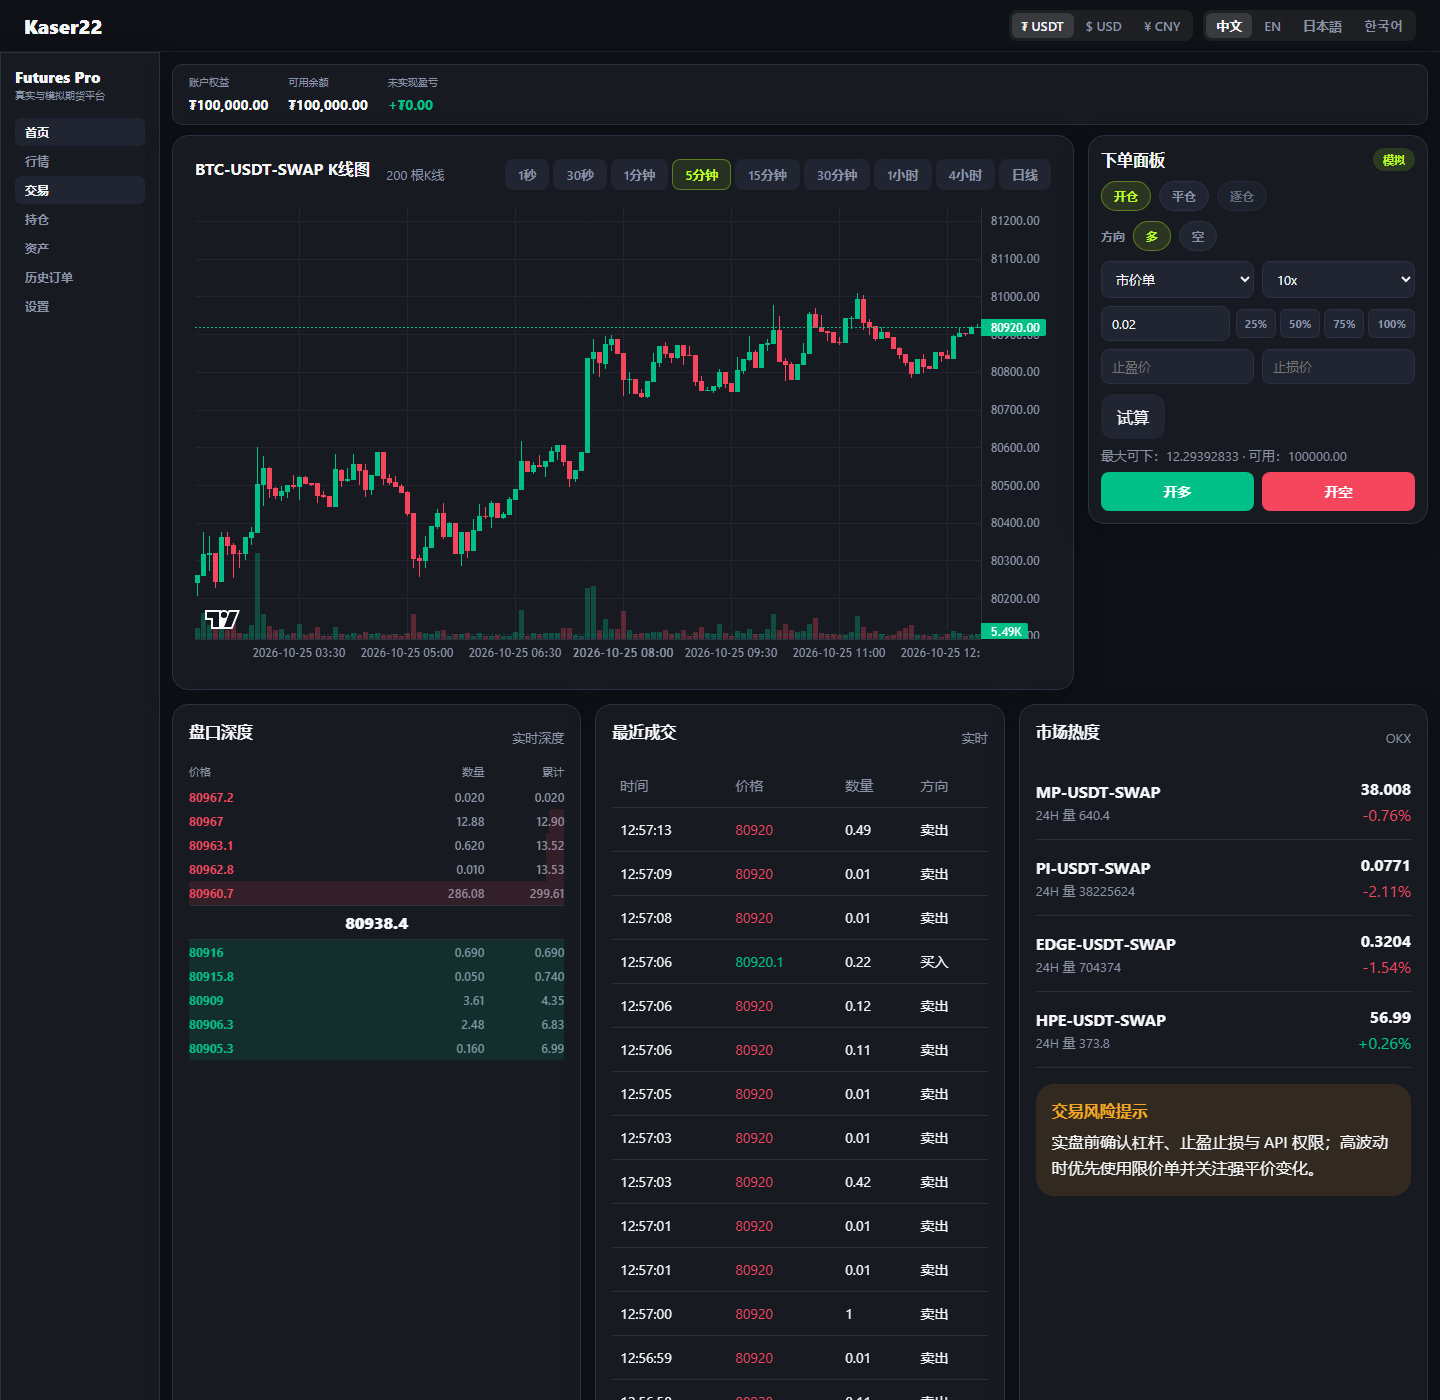 Kaser22
₮ USDT $ USD ¥ CNY 中文 EN 日本語 한국어
Futures Pro
真实与模拟期货平台
首页
行情
交易
持仓
资产
历史订单
设置
账户权益 可用余额 未实现盈亏
₮100,000.00 ₮100,000.00 +₮0.00
BTC-USDT-SWAP K线图 200 根K线 1秒 30秒 1分钟 5分钟 15分钟 30分钟 1小时 4小时 日线
81200.00
81100.00
81000.00
80920.00
80800.00
80700.00
80600.00
80500.00
80400.00
80300.00
80200.00
5.49K
2026-10-25 03:30 2026-10-25 05:00 2026-10-25 06:30 2026-10-25 08:00 2026-10-25 09:30 2026-10-25 11:00 2026-10-25 12:
下单面板 模拟
开仓 平仓 逐仓
方向 多 空
市价单 10x
0.02 25% 50% 75% 100%
止盈价 止损价
试算
最大可下：12.29392833 · 可用：100000.00
开多 开空
盘口深度 实时深度
价格 数量 累计
80967.2 0.020 0.020
80967 12.88 12.90
80963.1 0.620 13.52
80962.8 0.010 13.53
80960.7 286.08 299.61
80938.4
80916 0.690 0.690
80915.8 0.050 0.740
80909 3.61 4.35
80906.3 2.48 6.83
80905.3 0.160 6.99
最近成交 实时
时间 价格 数量 方向
12:57:13 80920 0.49 卖出
12:57:09 80920 0.01 卖出
12:57:08 80920 0.01 卖出
12:57:06 80920.1 0.22 买入
12:57:06 80920 0.12 卖出
12:57:06 80920 0.11 卖出
12:57:05 80920 0.01 卖出
12:57:03 80920 0.01 卖出
12:57:03 80920 0.42 卖出
12:57:01 80920 0.01 卖出
12:57:01 80920 0.01 卖出
12:57:00 80920 1 卖出
12:56:59 80920 0.01 卖出
市场热度 OKX
MP-USDT-SWAP 38.008
24H 量 640.4 -0.76%
PI-USDT-SWAP 0.0771
24H 量 38225624 -2.11%
EDGE-USDT-SWAP 0.3204
24H 量 704374 -1.54%
HPE-USDT-SWAP 56.99
24H 量 373.8 +0.26%
交易风险提示
实盘前确认杠杆、止盈止损与 API 权限；高波动
时优先使用限价单并关注强平价变化。